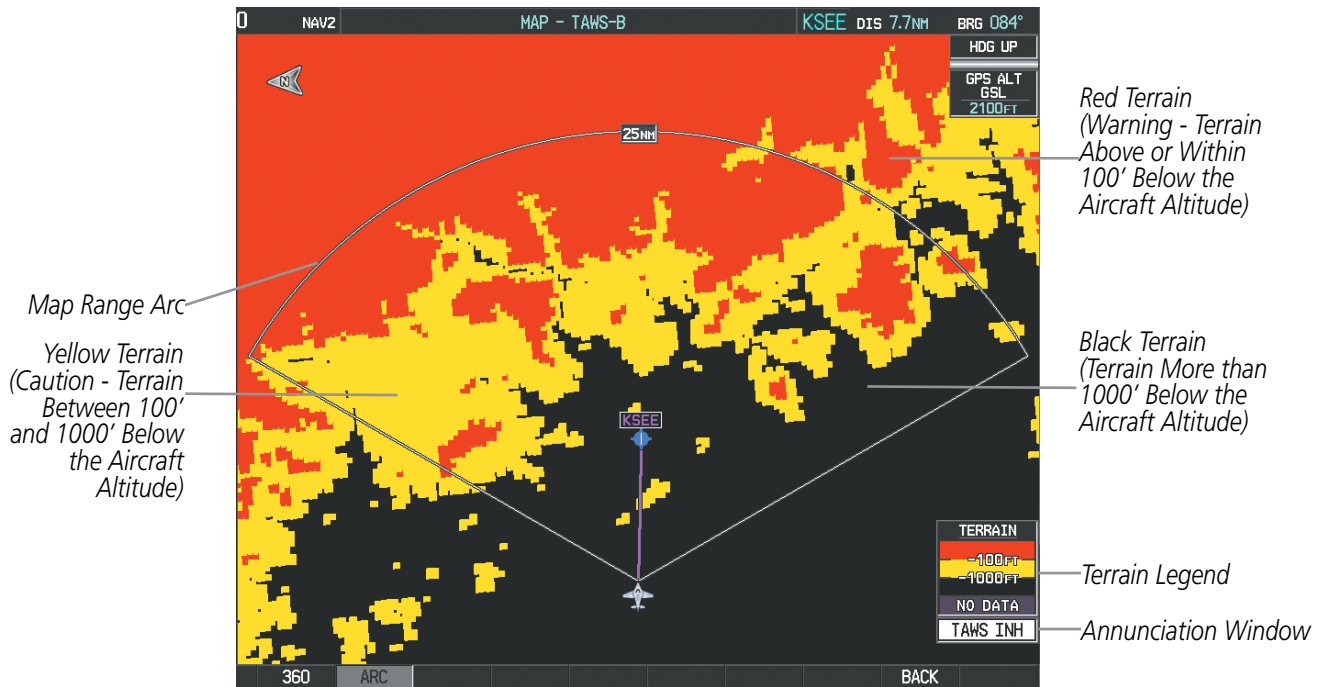 0 NAV2 MAP - TAWS-B KSEE DIS 7.7NM BRG 084°
HDG UP
N
GPS ALT
GSL
2100FT
25NM
Red Terrain
(Warning - Terrain
Above or Within
100' Below the
Aircraft Altitude)
Map Range Arc
Yellow Terrain
(Caution - Terrain
Between 100'
and 1000' Below
the Aircraft
Altitude)
Black Terrain
(Terrain More than
1000' Below the
Aircraft Altitude)
KSEE
TERRAIN
-100FT
-1000FT
NO DATA
TAWS INH
Terrain Legend
Annunciation Window
360 ARC BACK